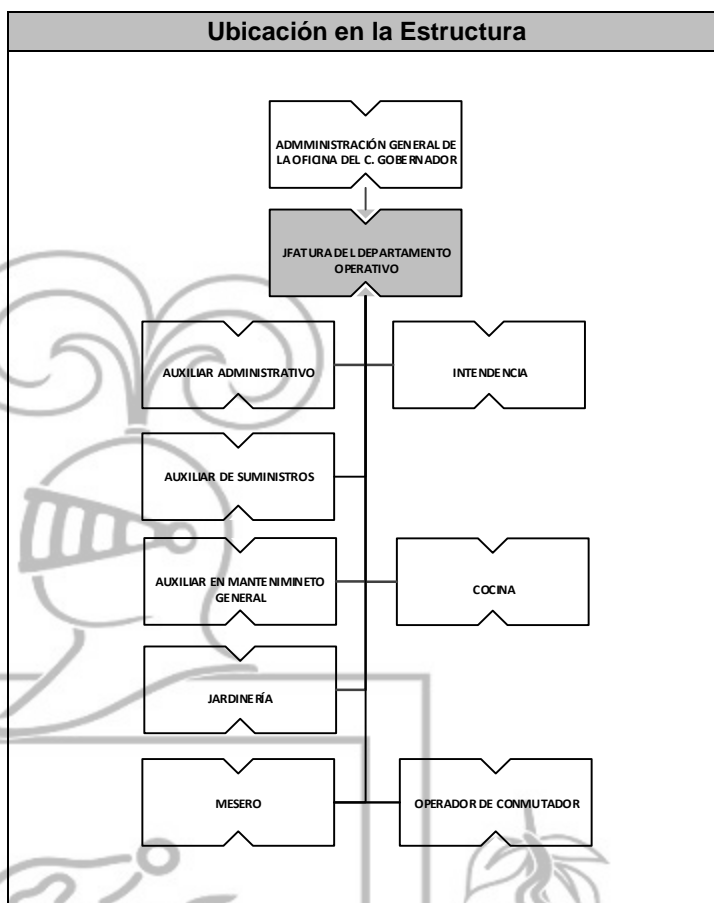 Ubicación en la Estructura
ADMMINISTRACIÓN GENERAL DE
LA OFICINA DEL C. GOBERNADOR
JFATURA DEL DEPARTAMENTO
OPERATIVO
AUXILIAR ADMINISTRATIVO
INTENDENCIA
AUXILIAR DE SUMINISTROS
AUXILIAR EN MANTENIMINETO
GENERAL
COCINA
JARDINERÍA
MESERO
OPERADOR DE CONMUTADOR